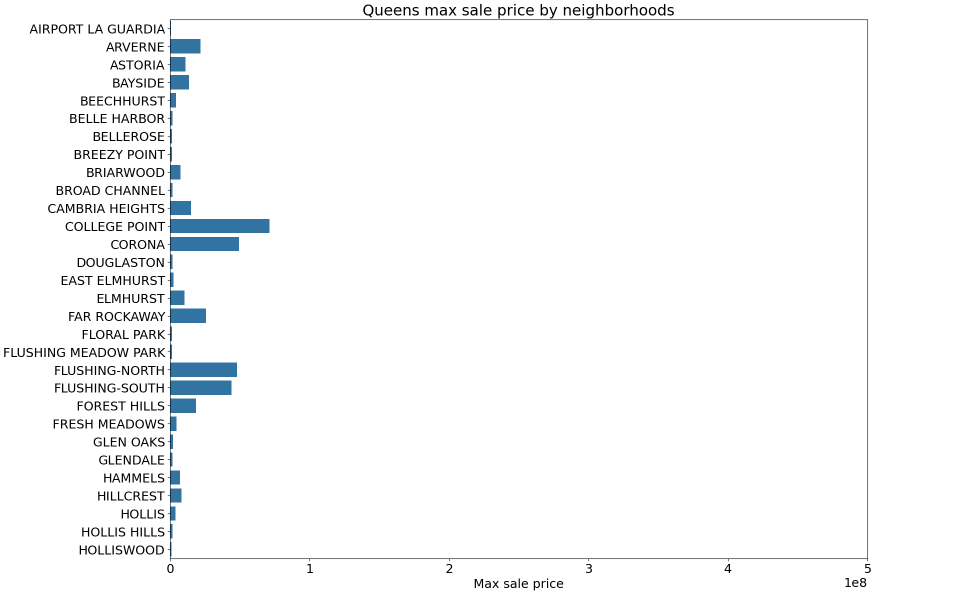 Queens max sale price by neighborhoods
AIRPORT LA GUARDIA
ARVERNE
ASTORIA
BAYSIDE
BEECHHURST
BELLE HARBOR
BELLEROSE
BREEZY POINT
BRIARWOOD
BROAD CHANNEL
CAMBRIA HEIGHTS
COLLEGE POINT
CORONA
DOUGLASTON
EAST ELMHURST
ELMHURST
FAR ROCKAWAY
FLORAL PARK
FLUSHING MEADOW PARK
FLUSHING-NORTH
FLUSHING-SOUTH
FOREST HILLS
FRESH MEADOWS
GLEN OAKS
GLENDALE
HAMMELS
HILLCREST
HOLLIS
HOLLIS HILLS
HOLLISWOOD
0 1 2 3 4 5
Max sale price 1e8